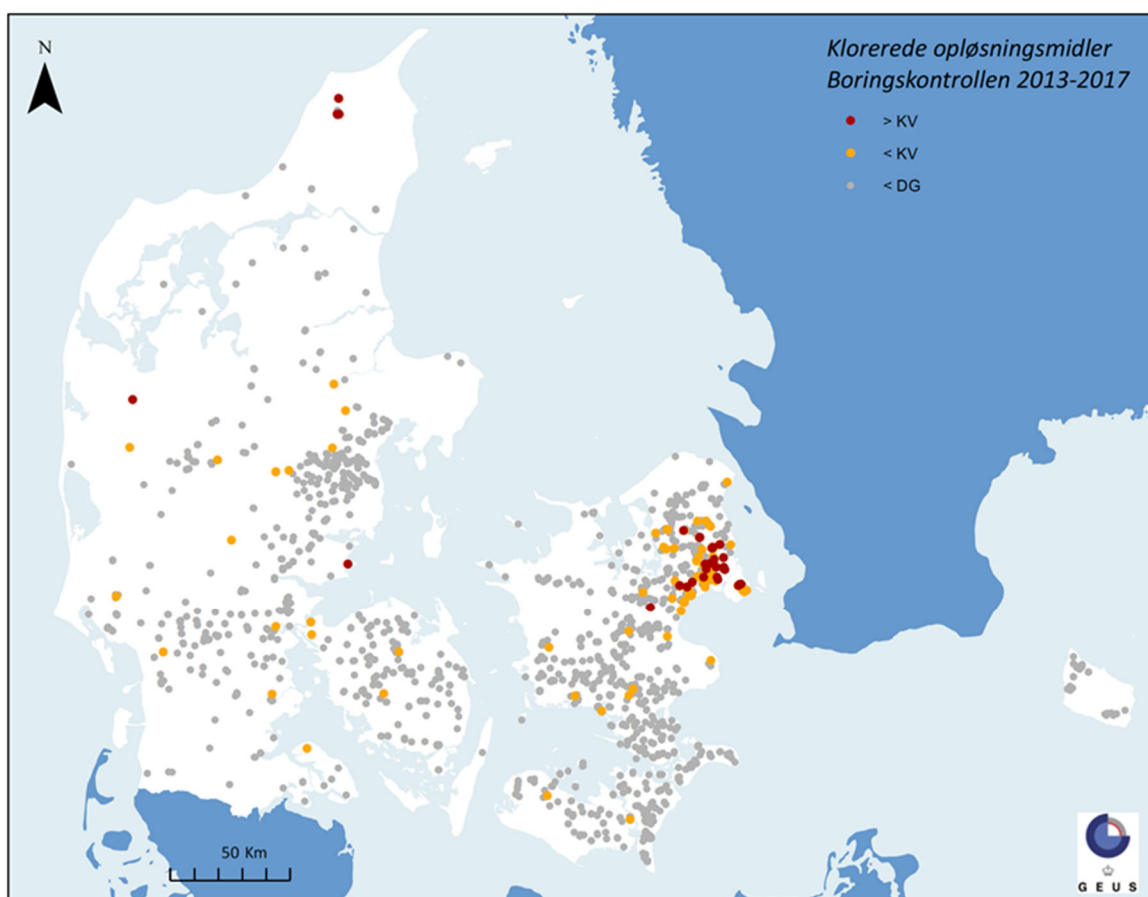 N
Klorerede opløsningsmidler
Boringskontrollen 2013-2017
> KV
< KV
< DG
50 Km
GEUS